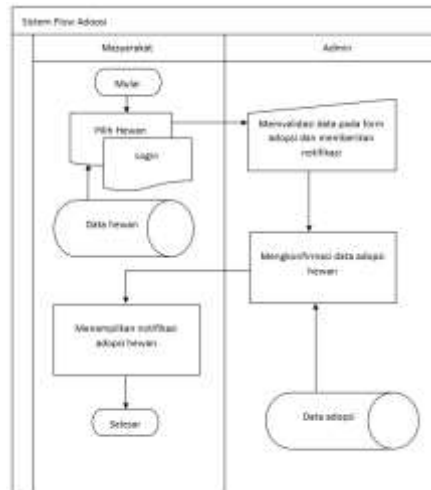 Sistem Flow Adopsi
Masyarakat
Admin
Mulai
Pilih Hewan
Login
Memvalidasi data pada form
adopsi dan memberikan
notifikasi
Data hewan
Mengkonfirmasi data adopsi
hewan
Menampilkan notifikasi
adopsi hewan
Selesai
Data adopsi